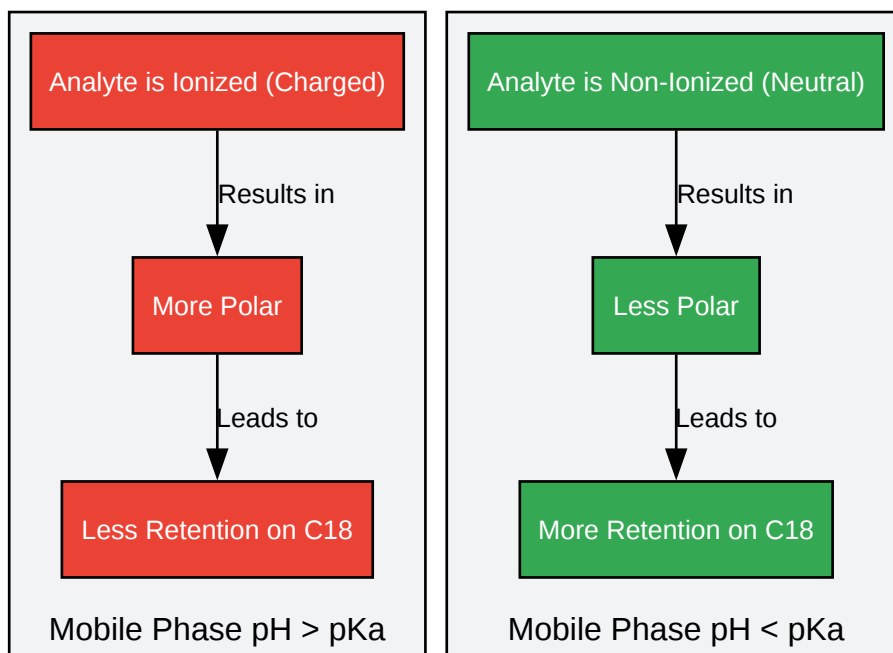 Analyte is Ionized (Charged)
Results in
More Polar
Leads to
Less Retention on C18
Mobile Phase pH > pKa
Analyte is Non-Ionized (Neutral)
Results in
Less Polar
Leads to
More Retention on C18
Mobile Phase pH < pKa